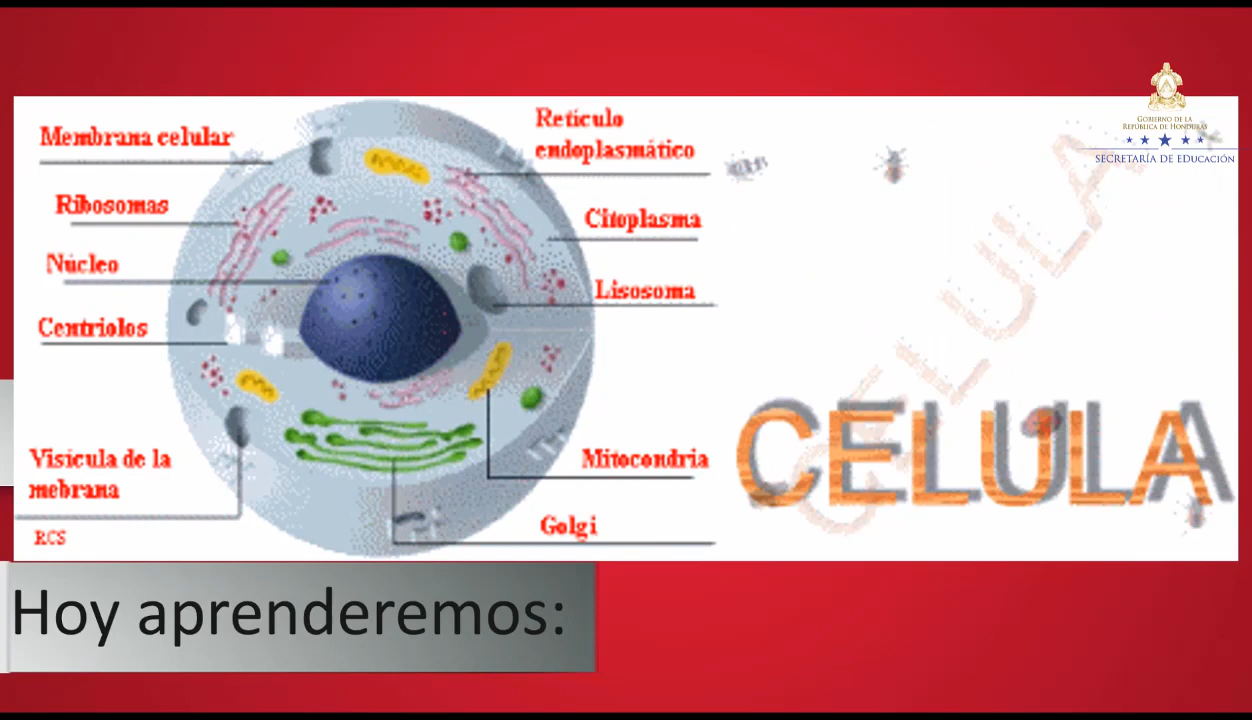 Membrana celular
Ribosomas
Núcleo
Centriolos
Visicula de la
mebrana
RCS
Retículo
endoplasmático
Citoplasma
Lisosoma
Mitocondria
Golgi
GOBIERNO DE LA
REPÚBLICA DE HONDURAS
SECRETARÍA DE EDUCACIÓN
CELULA
CELULA
Hoy aprenderemos: